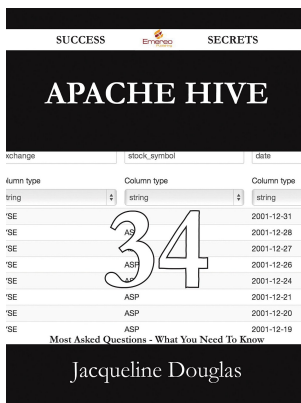 SUCCESS Emereo SECRETS
APACHE HIVE
xchange stock_symbol date
lumn type Column type Column type
tring string string
'SE 2001-12-31
'SE AS 2001-12-28
'SE 2001-12-27
'SE ASP 2001-12-26
'SE ASP 2001-12-24
'SE ASP 2001-12-21
'SE ASP 2001-12-20
'SE ASP 2001-12-19
34
Most Asked Questions - What You Need To Know
Jacqueline Douglas